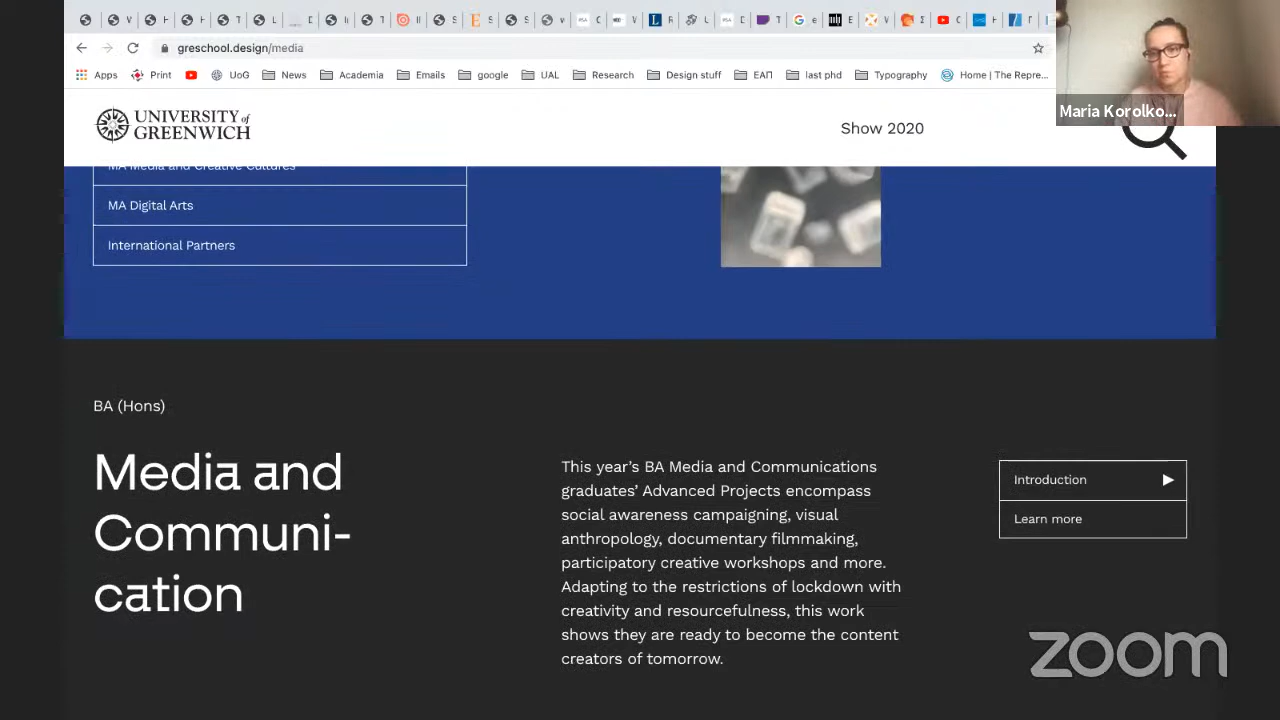 greschool.design/media
Apps
Print
UoG
News
Academia
Emails
google
UAL
Research
Design stuff
ЕАП
last phd
Typography
Home | The Repre...
Maria Korolko...
UNIVERSITY of
GREENWICH
Show 2020
MA Media and Creative Cultures
MA Digital Arts
International Partners
BA (Hons)
Media and
Communi-
cation
This year's BA Media and Communications
graduates' Advanced Projects encompass
social awareness campaigning, visual
anthropology, documentary filmmaking,
participatory creative workshops and more.
Adapting to the restrictions of lockdown with
creativity and resourcefulness, this work
shows they are ready to become the content
creators of tomorrow.
Introduction
Learn more
zoom